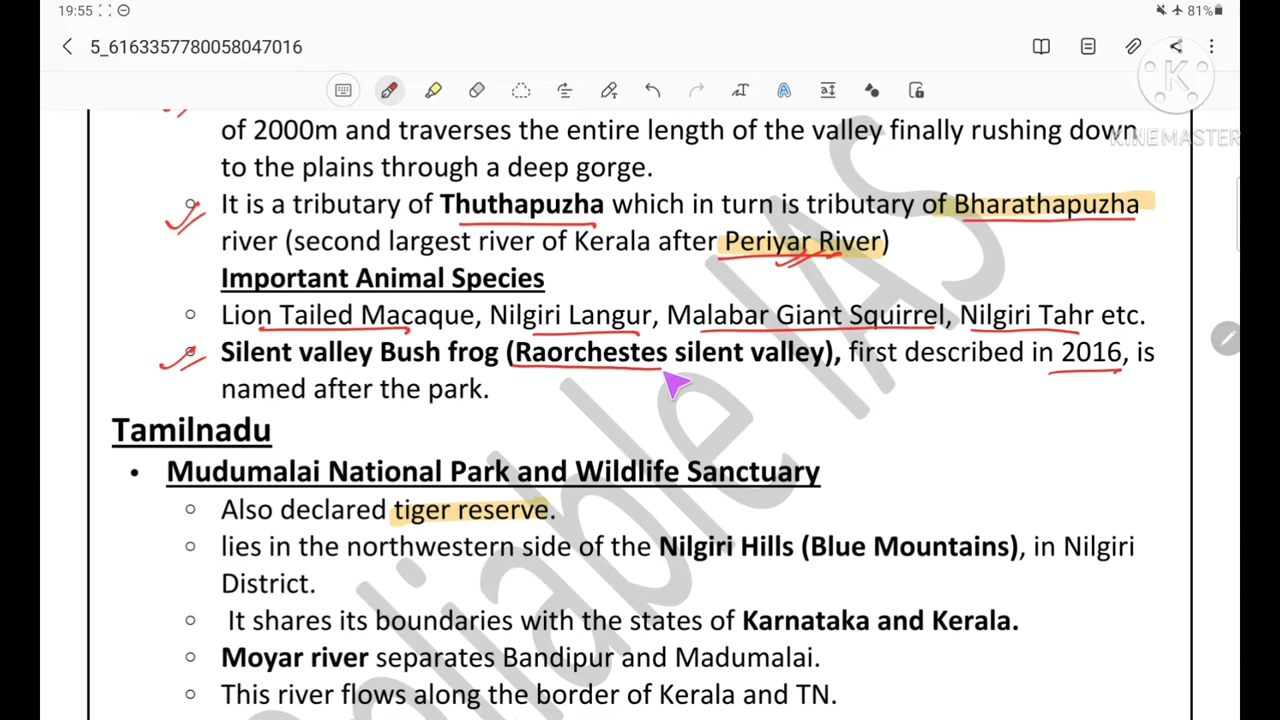 19:55
81%
5_6163357780058047016
K
KINEMASTER
of 2000m and traverses the entire length of the valley finally rushing down
to the plains through a deep gorge.
It is a tributary of Thuthapuzha which in turn is tributary of Bharathapuzha
river (second largest river of Kerala after Periyar River)
Important Animal Species
Lion Tailed Macaque, Nilgiri Langur, Malabar Giant Squirrel, Nilgiri Tahr etc.
Silent valley Bush frog (Raorchestes silent valley), first described in 2016, is
named after the park.
Tamilnadu
• Mudumalai National Park and Wildlife Sanctuary
Also declared tiger reserve.
lies in the northwestern side of the Nilgiri Hills (Blue Mountains), in Nilgiri
District.
It shares its boundaries with the states of Karnataka and Kerala.
Moyar river separates Bandipur and Madumalai.
This river flows along the border of Kerala and TN.
reliable IAS